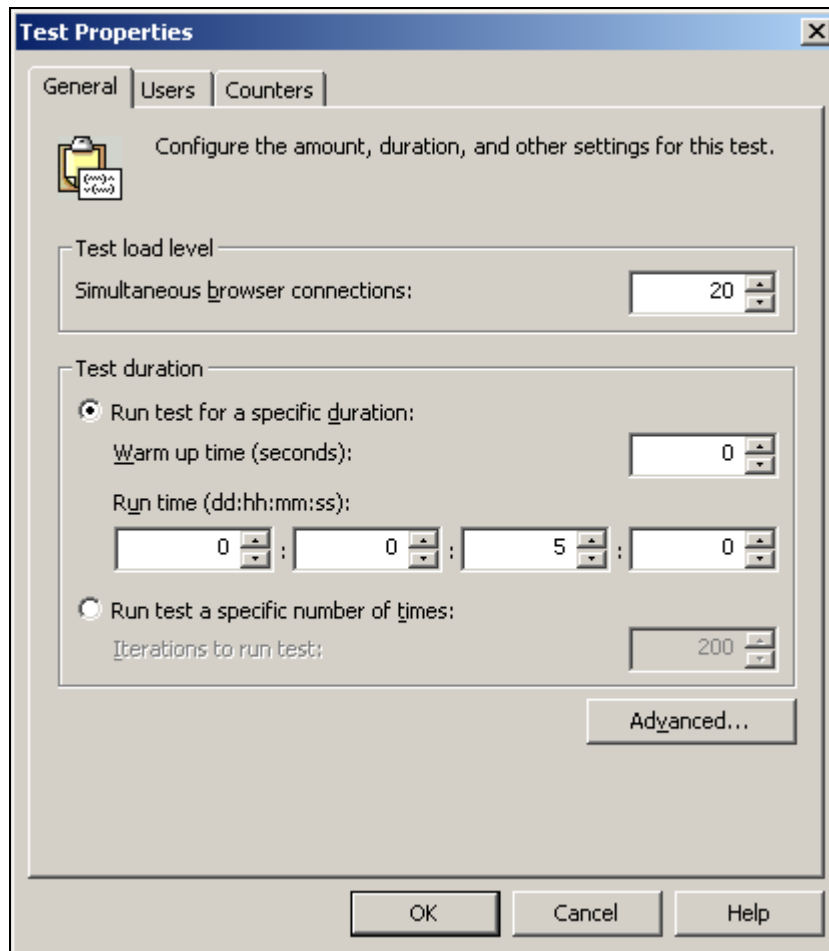 Test Properties
General Users Counters
Configure the amount, duration, and other settings for this test.
Test load level
Simultaneous browser connections: 20
Test duration
Run test for a specific duration:
Warm up time (seconds): 0
Run time (dd:hh:mm:ss):
0 : 0 : 5 : 0
Run test a specific number of times:
Iterations to run test: 200
Advanced...
OK Cancel Help